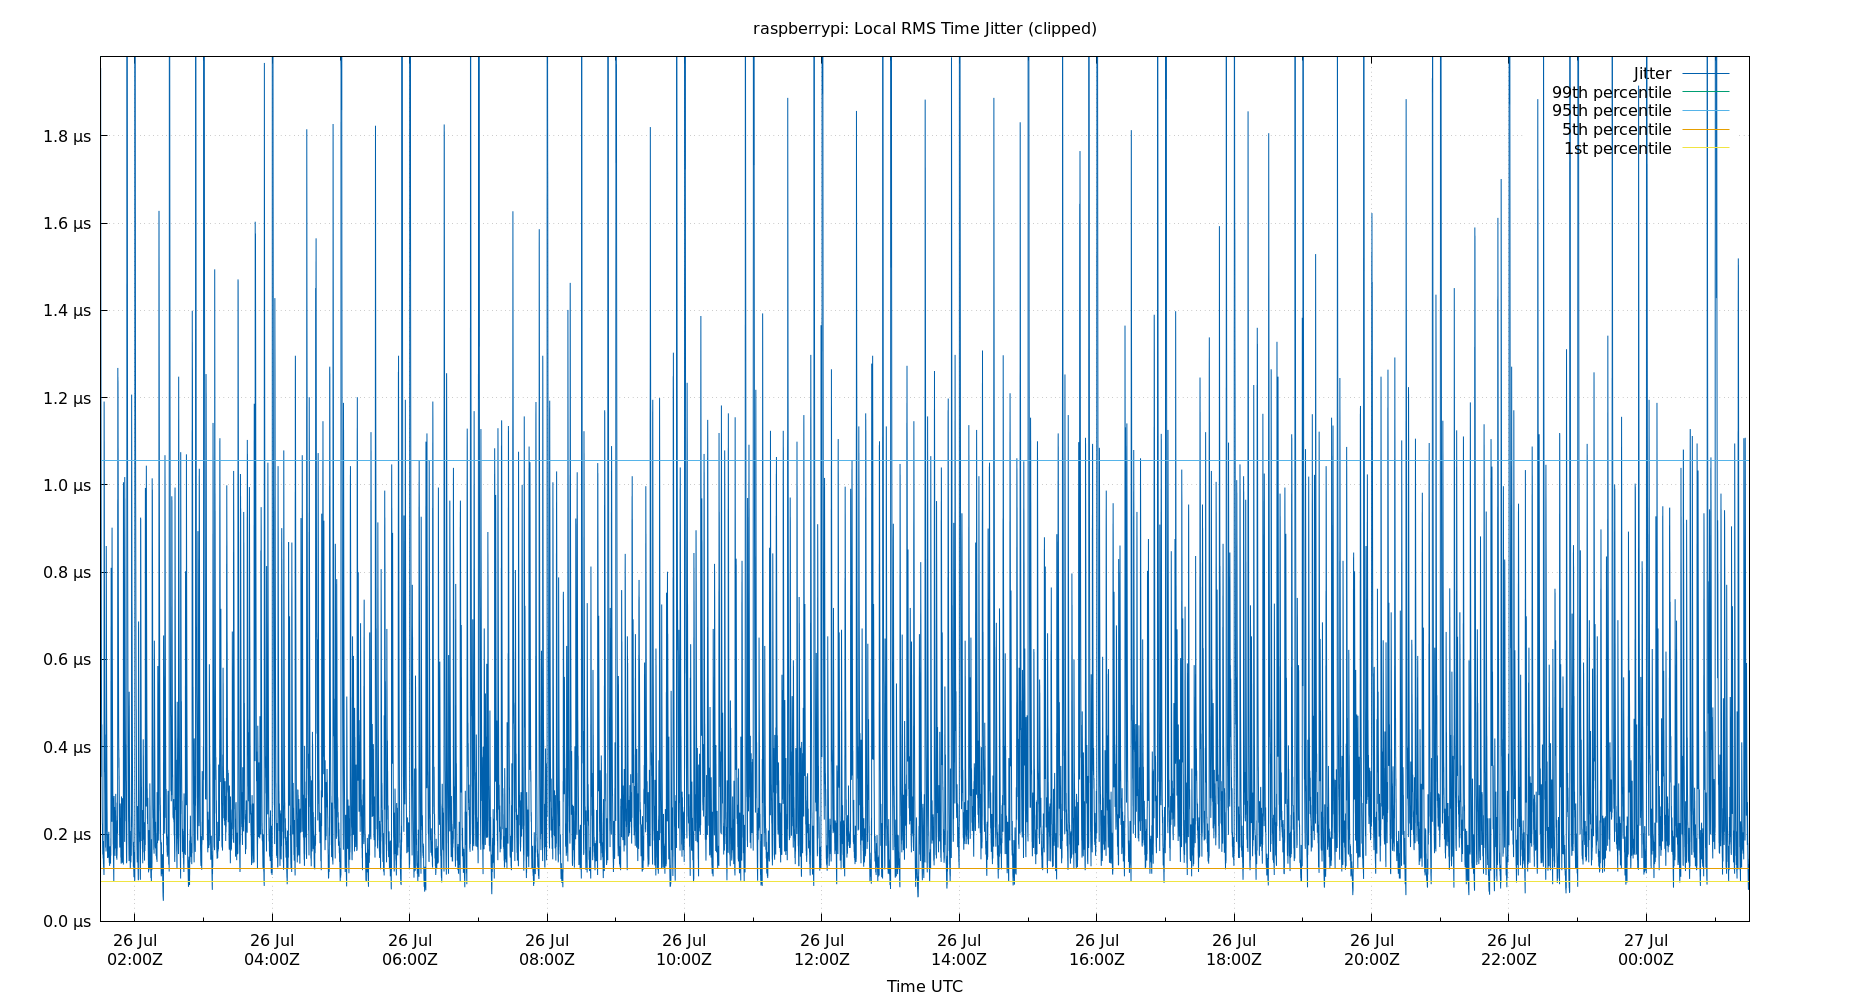 raspberrypi: Local RMS Time Jitter (clipped)
Jitter
99th percentile
95th percentile
5th percentile
1st percentile
1.8 µs
1.6 µs
1.4 µs
1.2 µs
1.0 µs
0.8 µs
0.6 µs
0.4 µs
0.2 µs
0.0 µs
26 Jul 26 Jul 26 Jul 26 Jul 26 Jul 26 Jul 26 Jul 26 Jul 26 Jul 26 Jul 26 Jul 27 Jul
02:00Z 04:00Z 06:00Z 08:00Z 10:00Z 12:00Z 14:00Z 16:00Z 18:00Z 20:00Z 22:00Z 00:00Z
Time UTC